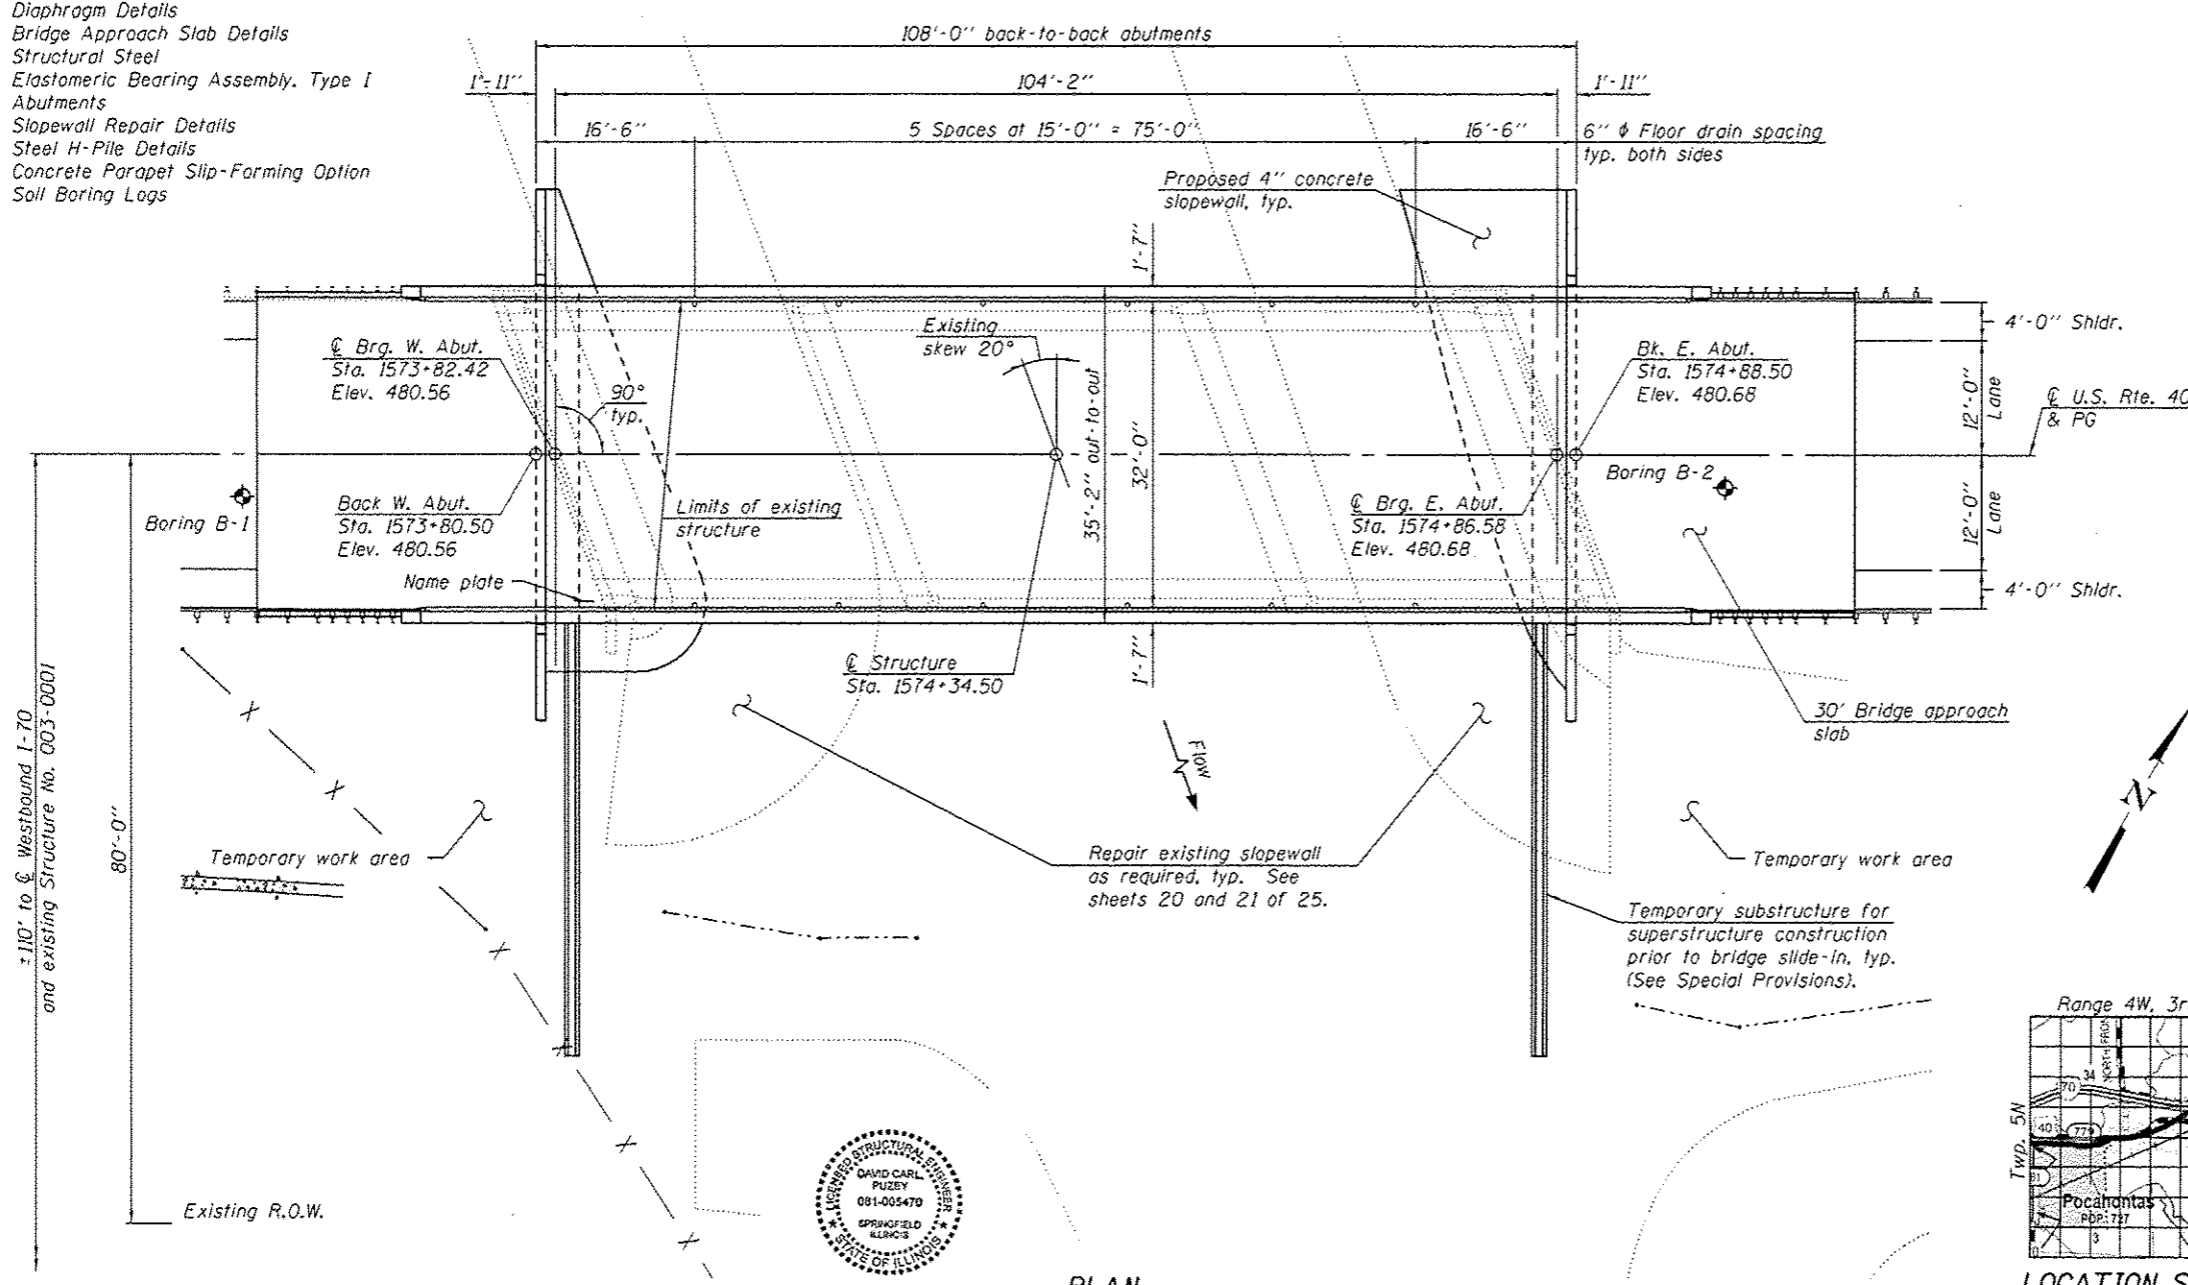 Diaphragm Details
Bridge Approach Slab Details
Structural Steel
Elastomeric Bearing Assembly, Type I
Abutments
Slopewall Repair Details
Steel H-Pile Details
Concrete Parapet Slip-Forming Option
Soil Boring Logs
108'-0" back-to-back abutments
1'-11"
104'-2"
1'-11"
16'-6"
5 Spaces at 15'-0" = 75'-0"
16'-6"
6" ϕ Floor drain spacing
typ. both sides
Proposed 4" concrete
slopewall, typ.
1'-7"
Existing
skew 20°
℄ Brg. W. Abut.
Sta. 1573+82.42
Elev. 480.56
90°
typ.
Bk. E. Abut.
Sta. 1574+88.50
Elev. 480.68
4'-0" Shldr.
12'-0"
Lane
℄ U.S. Rte. 40
& PG
35'-2" out-to-out
32'-0"
Boring B-1
Back W. Abut.
Sta. 1573+80.50
Elev. 480.56
Limits of existing
structure
℄ Brg. E. Abut.
Sta. 1574+86.58
Elev. 480.68
Boring B-2
12'-0"
Lane
4'-0" Shldr.
Name plate
℄ Structure
Sta. 1574+34.50
1'-7"
30' Bridge approach
slab
Flow
N
±110' to ℄ Westbound I-70
and existing Structure No. 003-0001
80'-0"
Temporary work area
Repair existing slopewall
as required, typ. See
sheets 20 and 21 of 25.
Temporary work area
Temporary substructure for
superstructure construction
prior to bridge slide-in, typ.
(See Special Provisions).
Existing R.O.W.
LICENSED STRUCTURAL ENGINEER
DAVID CARL
PUZEY
081-005470
SPRINGFIELD
ILLINOIS
STATE OF ILLINOIS
Range 4W, 3r
Twp. 5N
34
70
40
Pocahontas
POP. 727
3
PLAN
LOCATION S